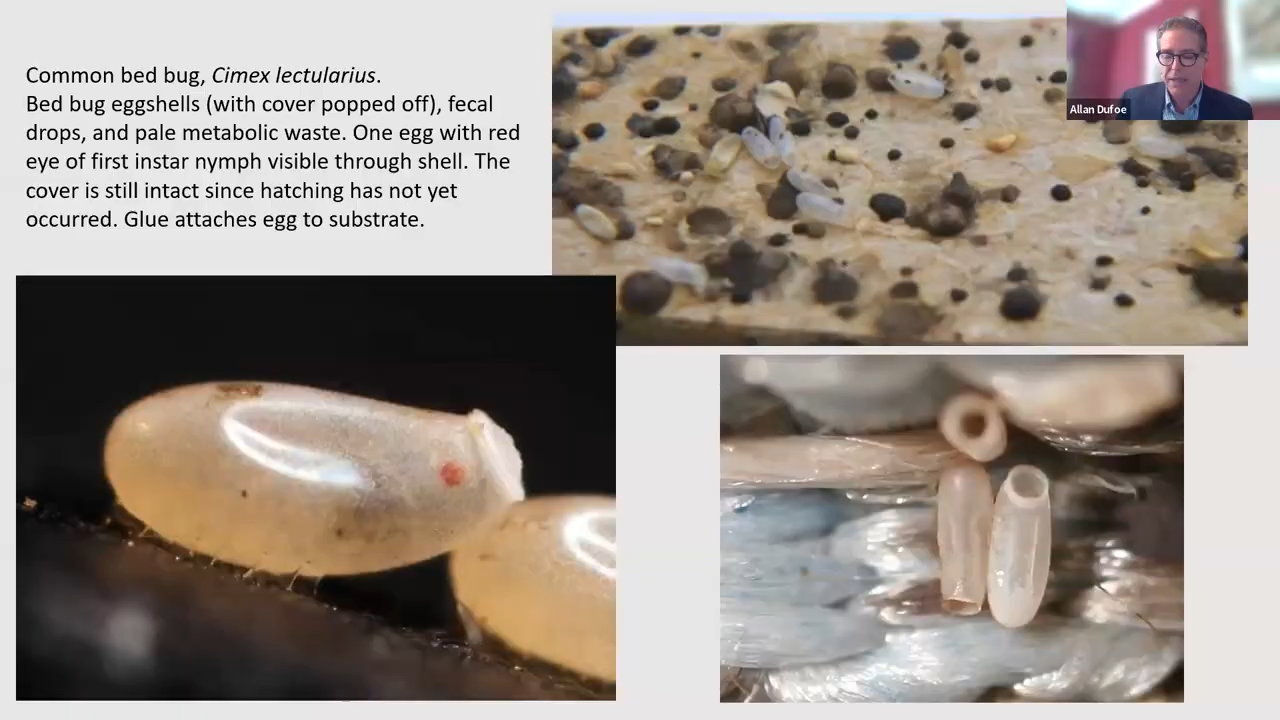 Common bed bug, Cimex lectularius.
Bed bug eggshells (with cover popped off), fecal
drops, and pale metabolic waste. One egg with red
eye of first instar nymph visible through shell. The
cover is still intact since hatching has not yet
occurred. Glue attaches egg to substrate.
Allan Dufoe